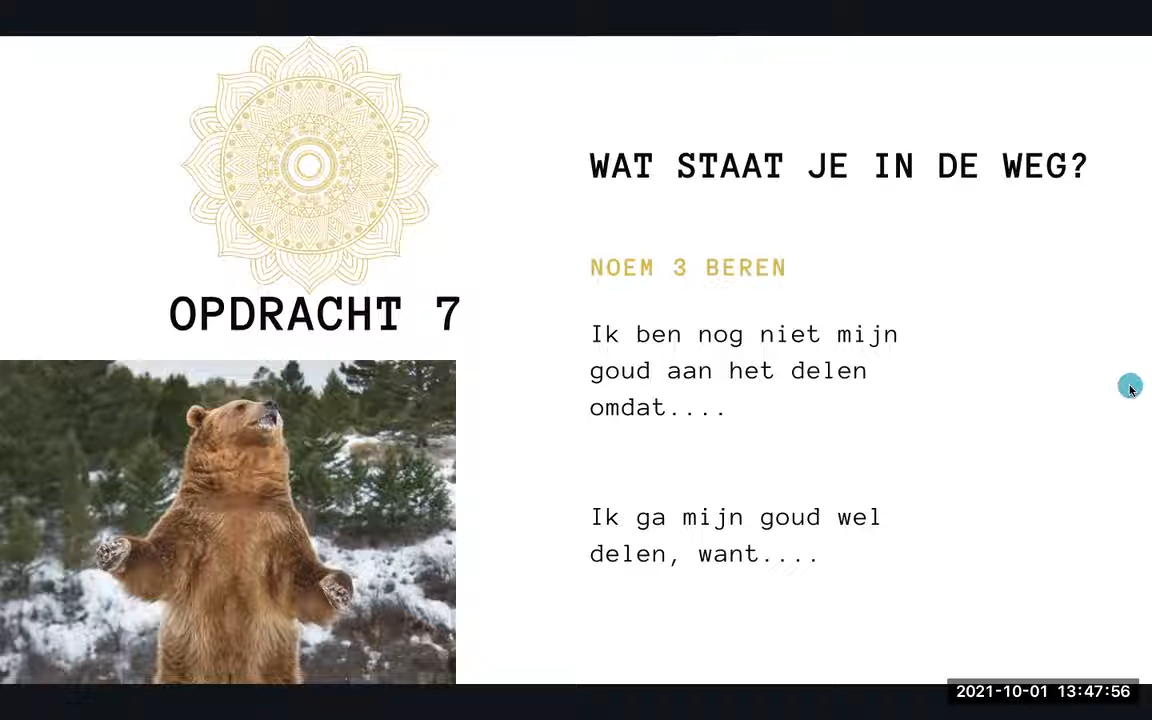 OPDRACHT 7
WAT STAAT JE IN DE WEG?
NOEM 3 BEREN
Ik ben nog niet mijn
goud aan het delen
omdat....
Ik ga mijn goud wel
delen, want....
2021-10-01 13:47:56